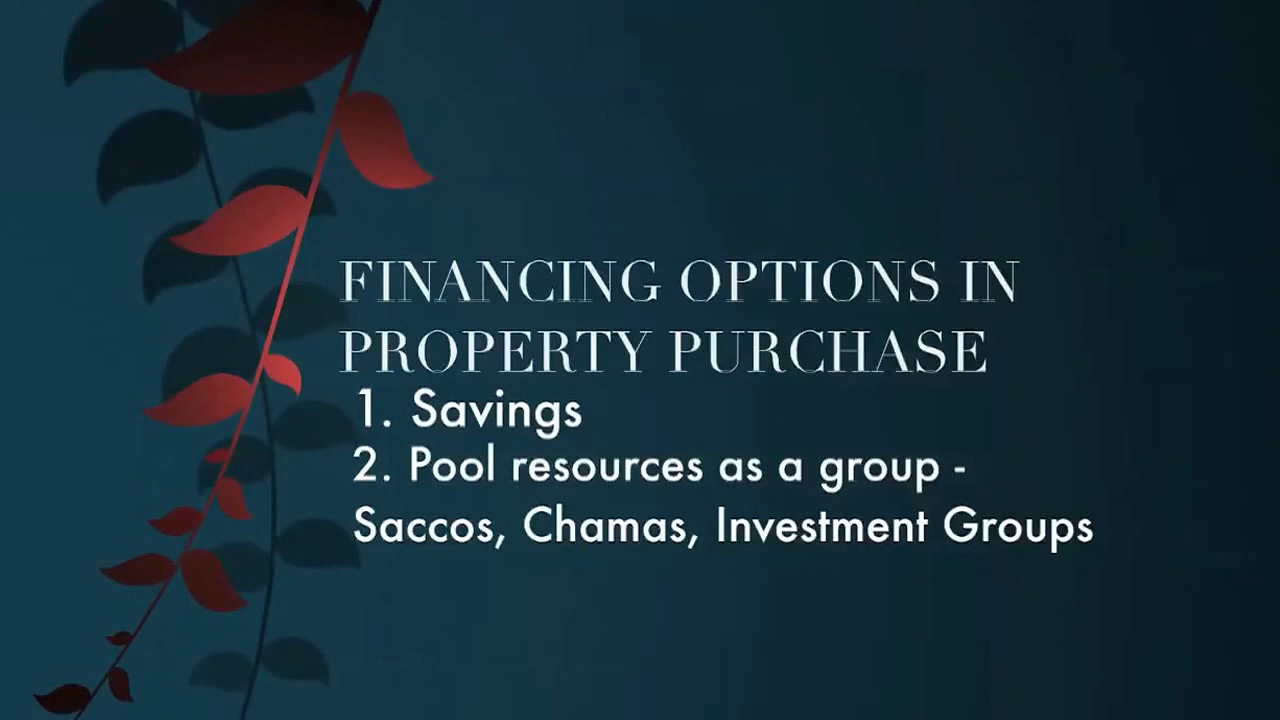 FINANCING OPTIONS IN
PROPERTY PURCHASE
1. Savings
2. Pool resources as a group -
Saccos, Chamas, Investment Groups